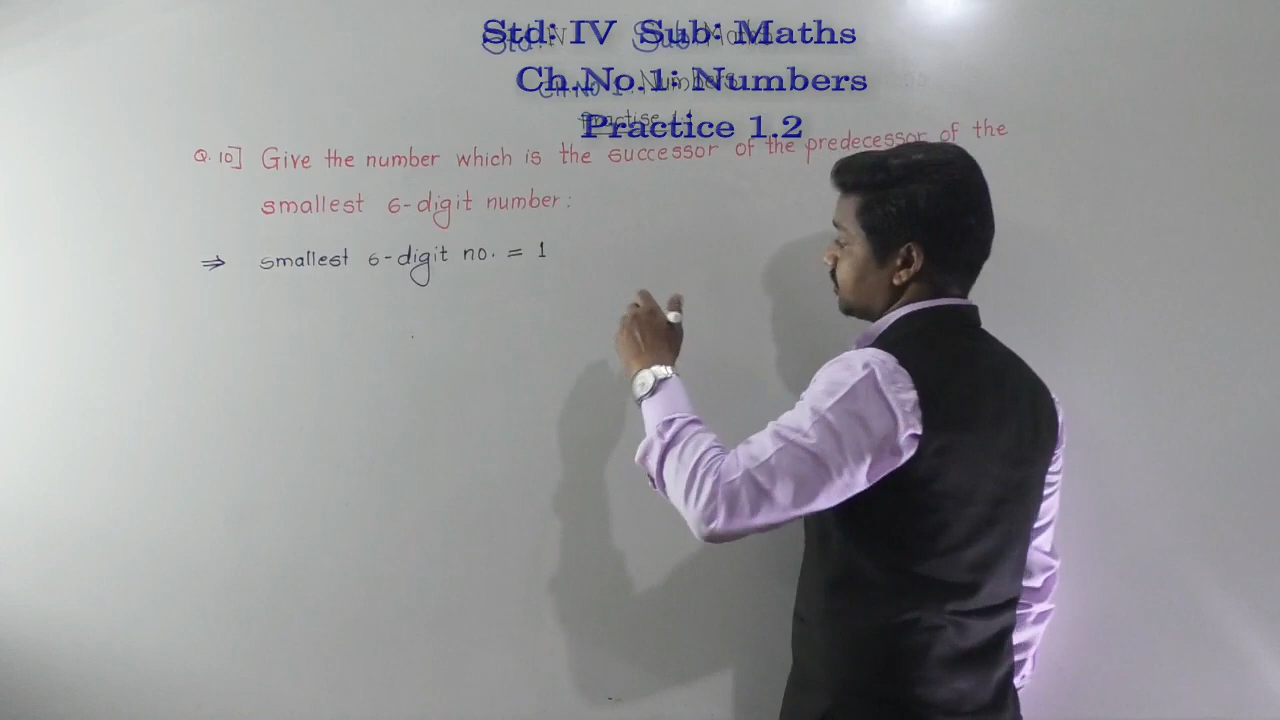 Std: IV Sub: Maths
Ch.No.1: Numbers
Practice 1.2
Q. 10] Give the number which is the successor of the predecessor of the
smallest 6-digit number:
⇒ smallest 6-digit no. = 1